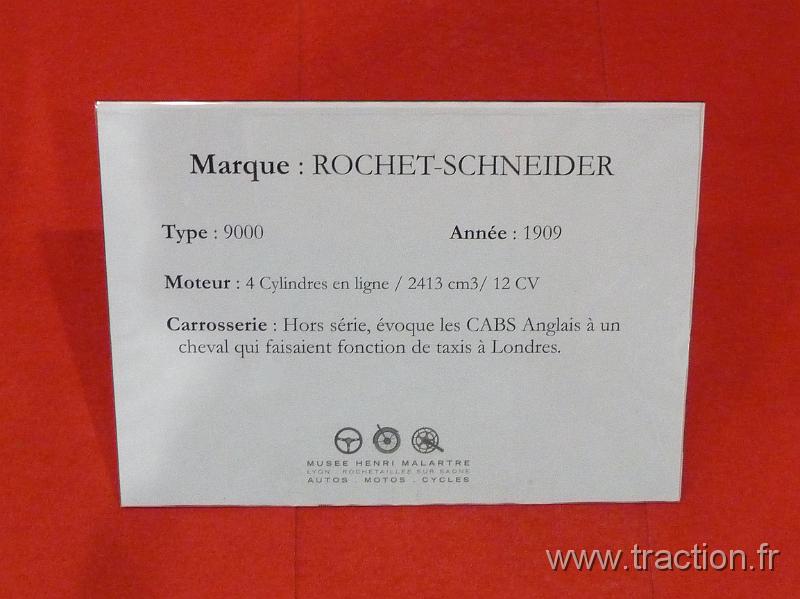 Marque : ROCHET-SCHNEIDER
Type : 9000 Année : 1909
Moteur : 4 Cylindres en ligne / 2413 cm3/ 12 CV
Carrosserie : Hors série, évoque les CABS Anglais à un
cheval qui faisaient fonction de taxis à Londres.
MUSEE HENRI MALARTRE
LYON . ROCHETAILLEE SUR SAONE
AUTOS . MOTOS . CYCLES
www.traction.fr